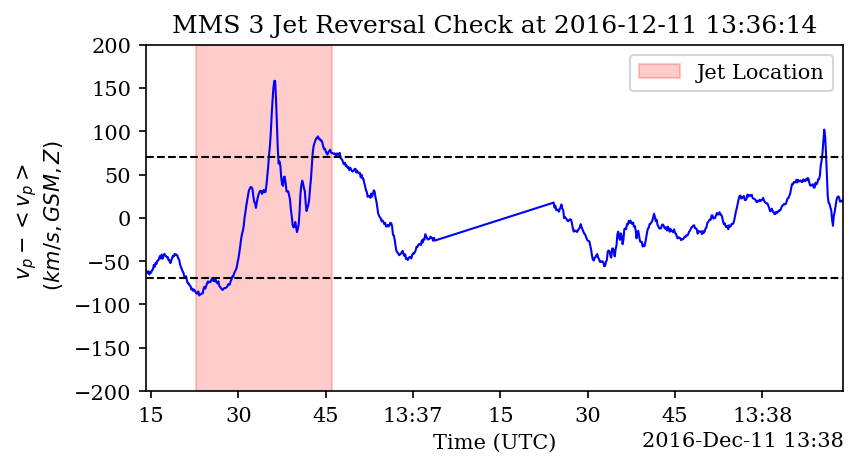 MMS 3 Jet Reversal Check at 2016-12-11 13:36:14
200
150
100
50
0
−50
−100
−150
−200
v_p − < v_p >
(km/s, GSM, Z)
Jet Location
15
30
45
13:37
15
30
45
13:38
Time (UTC)
2016-Dec-11 13:38